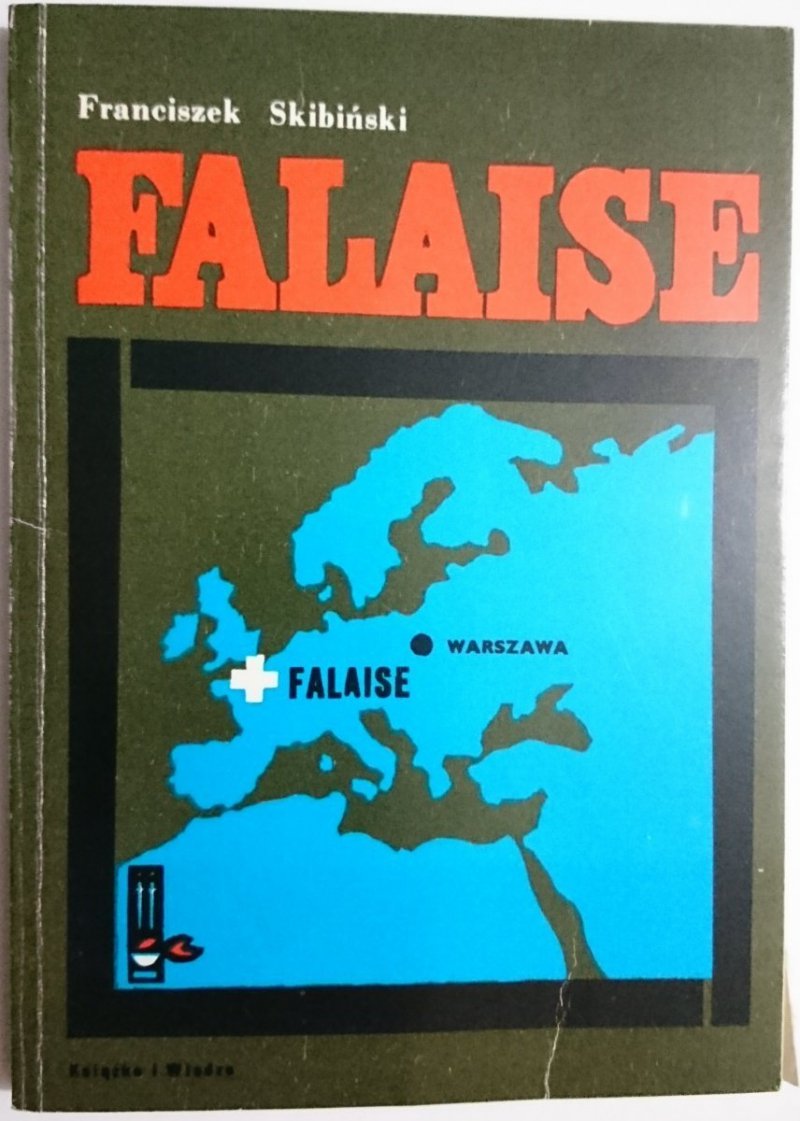 Franciszek Skibiński
FALAISE
WARSZAWA
FALAISE
Książka i Wiedza